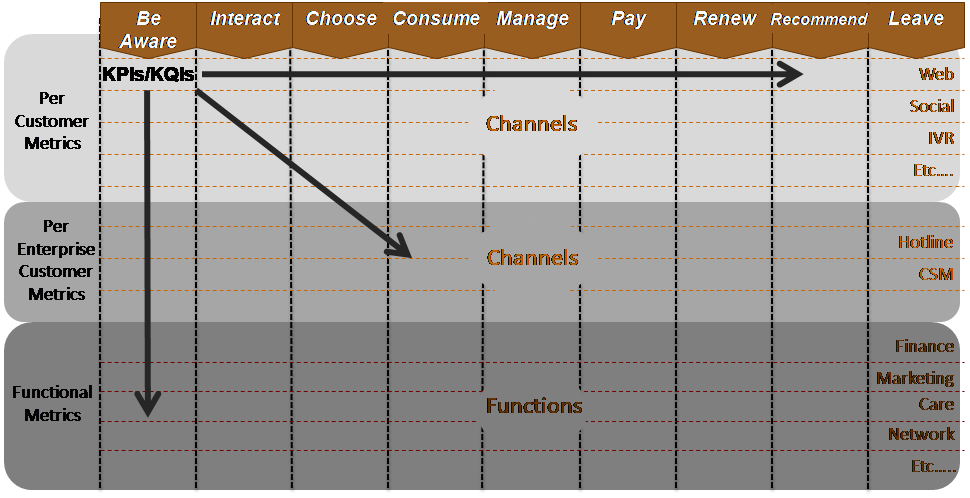 Be Aware Interact Choose Consume Manage Pay Renew Recommend Leave
KPIs/KQIs
Per
Customer
Metrics
Channels
Web
Social
IVR
Etc....
Per
Enterprise
Customer
Metrics
Channels
Hotline
CSM
Functional
Metrics
Functions
Finance
Marketing
Care
Network
Etc.....